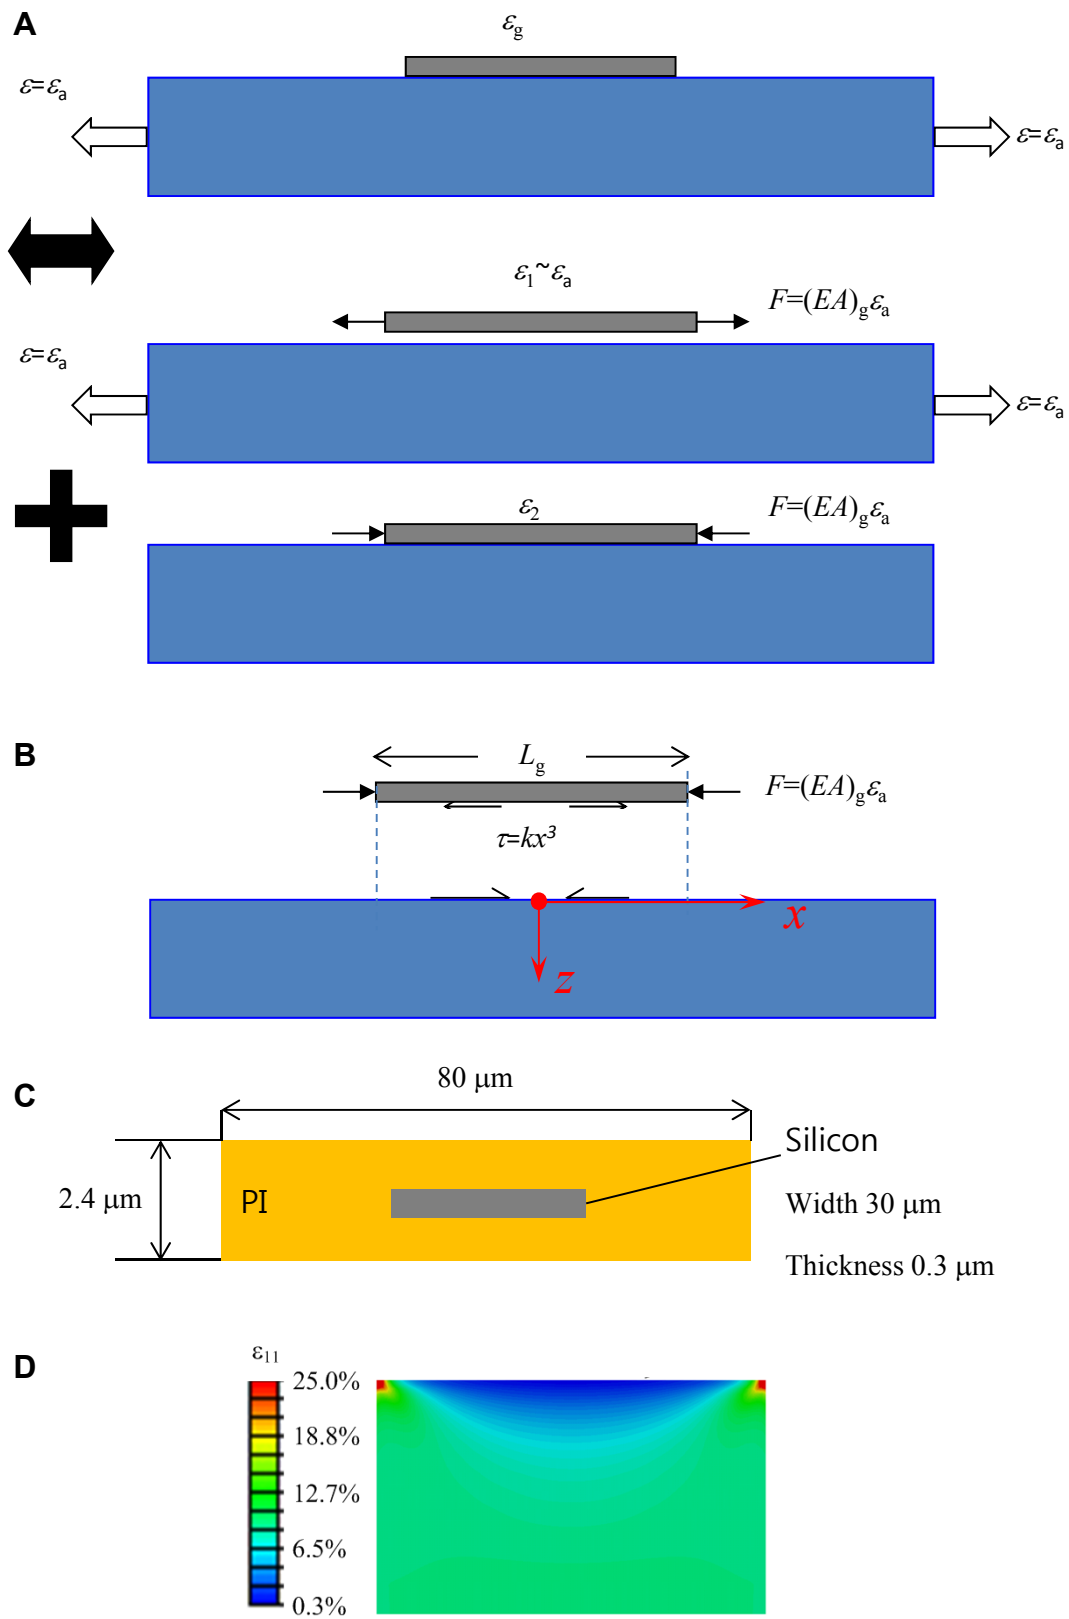 A
εg
ε=εa
ε=εa
ε1~εa
F=(EA)gεa
ε=εa
ε=εa
ε2
F=(EA)gεa
B
Lg
F=(EA)gεa
τ=kx³
x
z
C
80 μm
Silicon
2.4 μm
PI
Width 30 μm
Thickness 0.3 μm
D
ε11
25.0%
18.8%
12.7%
6.5%
0.3%